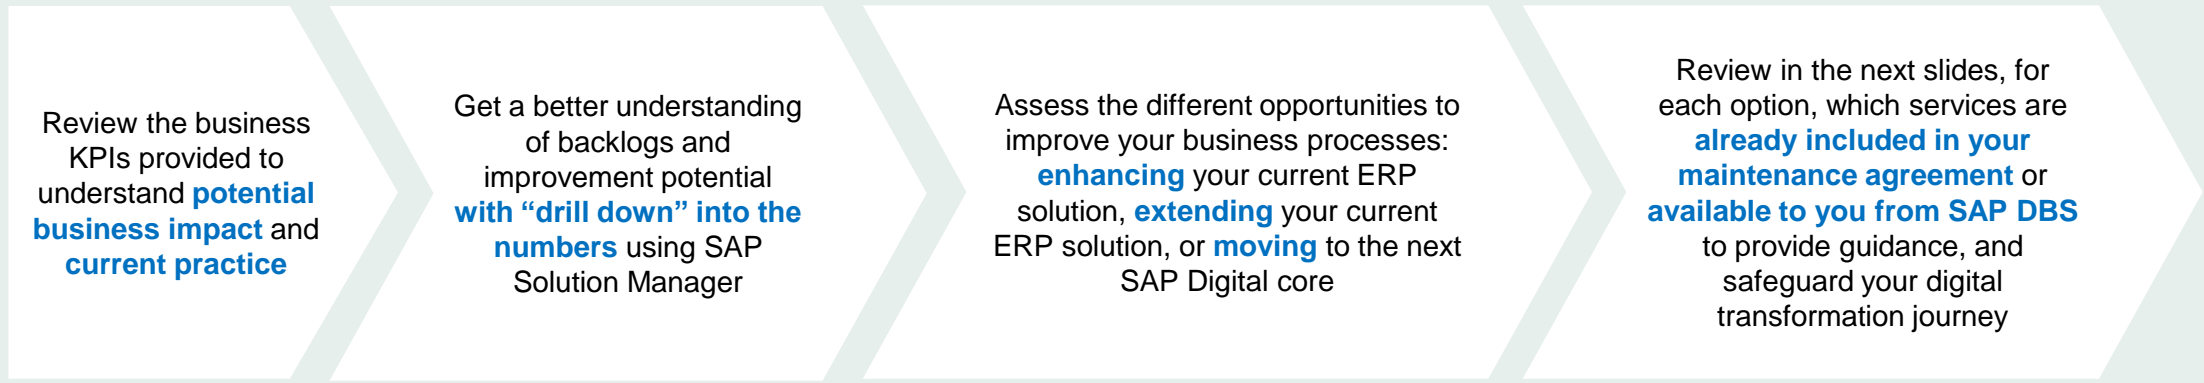 Review the business
KPIs provided to
understand potential
business impact and
current practice
Get a better understanding
of backlogs and
improvement potential
with “drill down” into the
numbers using SAP
Solution Manager
Assess the different opportunities to
improve your business processes:
enhancing your current ERP
solution, extending your current
ERP solution, or moving to the next
SAP Digital core
Review in the next slides, for
each option, which services are
already included in your
maintenance agreement or
available to you from SAP DBS
to provide guidance, and
safeguard your digital
transformation journey